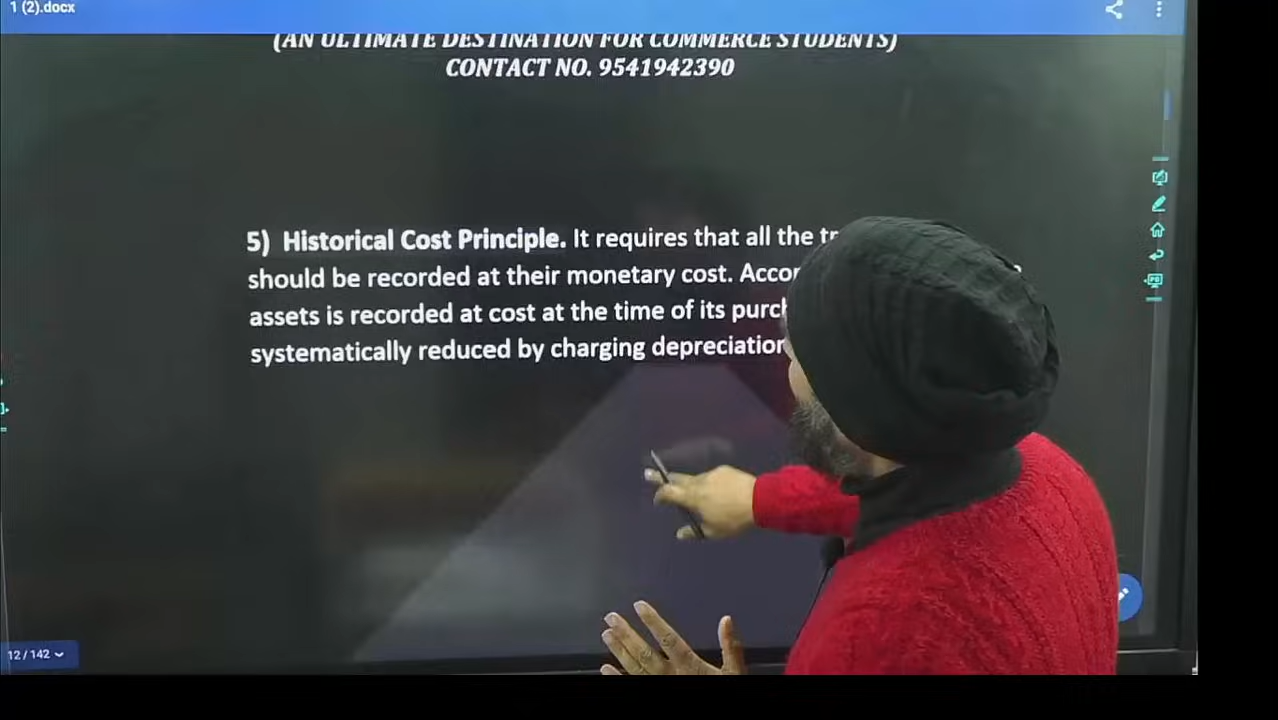 1 (2).docx
(AN ULTIMATE DESTINATION FOR COMMERCE STUDENTS)
CONTACT NO. 9541942390
5) Historical Cost Principle. It requires that all the
should be recorded at their monetary cost.
assets is recorded at cost at the time of its
systematically reduced by charging depreciation
12 / 142